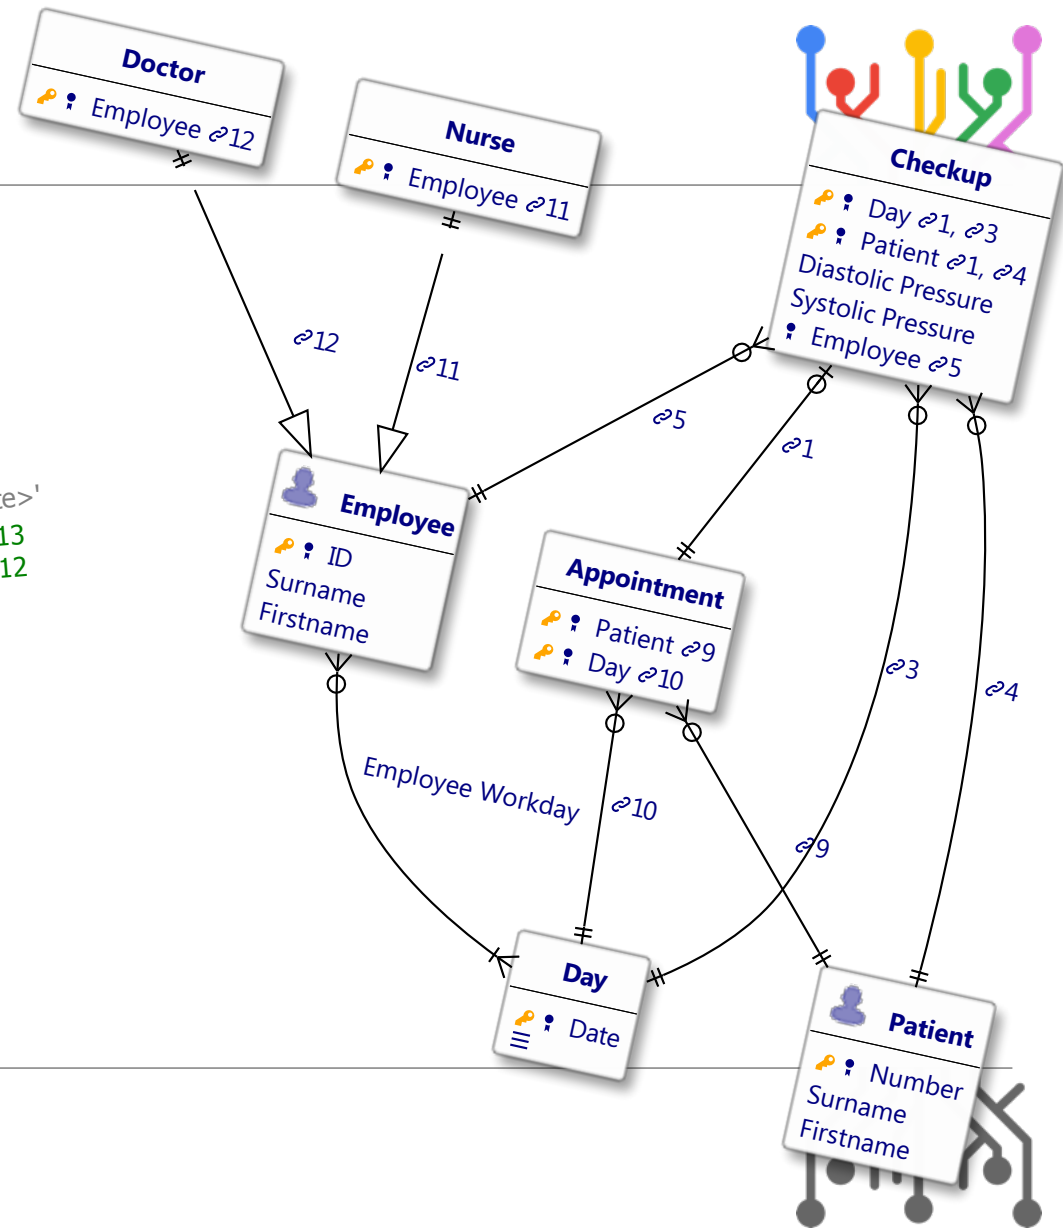 Doctor
Employee 12
Nurse
Employee 11
Checkup
Day 1, 3
Patient 1, 4
Diastolic Pressure
Systolic Pressure
Employee 5
12
11
5
1
te>'
13
12
Employee
ID
Surname
Firstname
Appointment
Patient 9
Day 10
3
4
Employee Workday
10
9
Day
Date
Patient
Number
Surname
Firstname